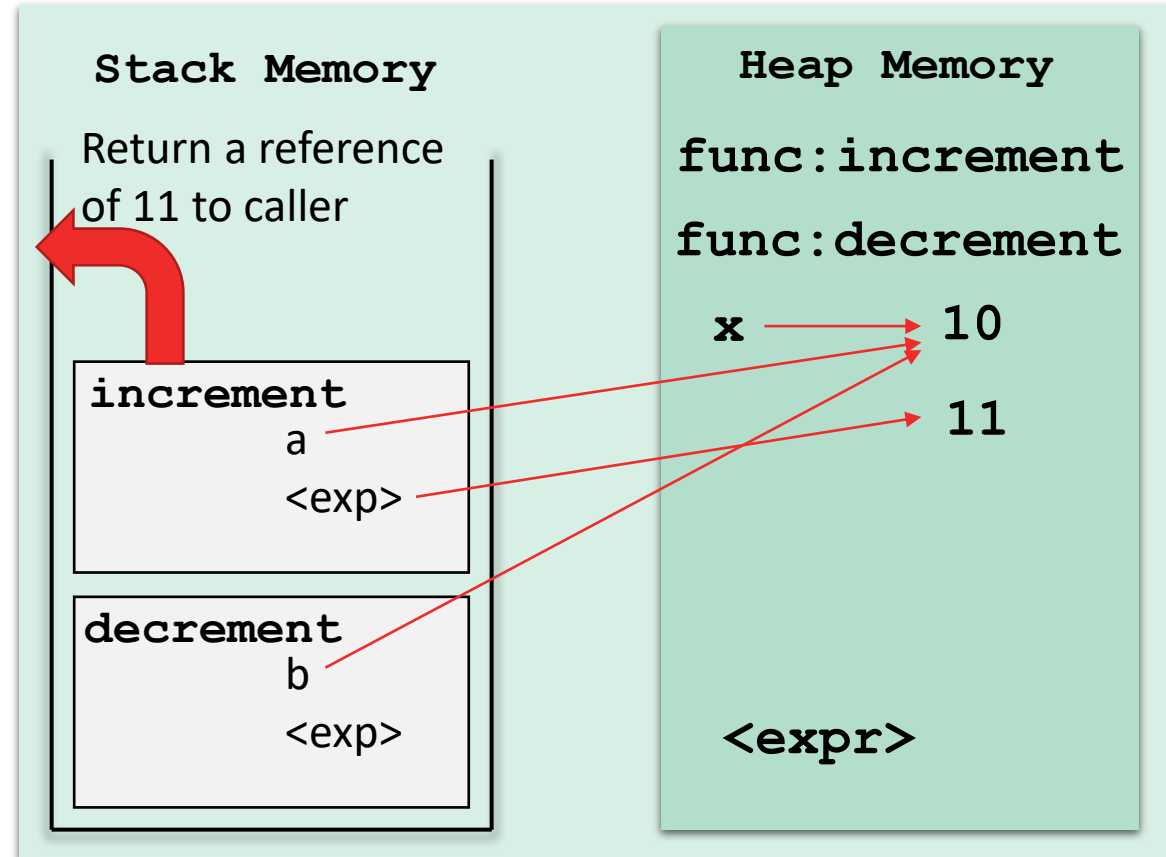 Stack Memory
Return a reference
of 11 to caller
increment
a
<exp>
decrement
b
<exp>
Heap Memory
func:increment
func:decrement
x 10
11
<expr>